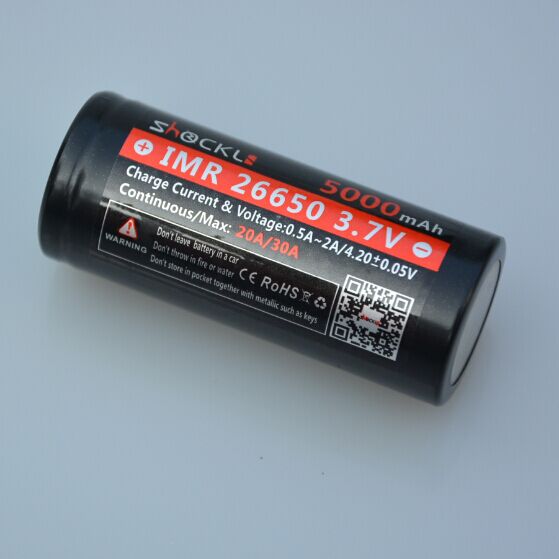 ShOCKLi
5000mAh
IMR 26650 3.7V
Charge Current & Voltage:0.5A~2A/4.20±0.05V
Continuous/Max: 20A/30A
WARNING
Don't leave battery in a car
Don't throw in fire or water
Don't store in pocket together with metallic such as keys
CE RoHS